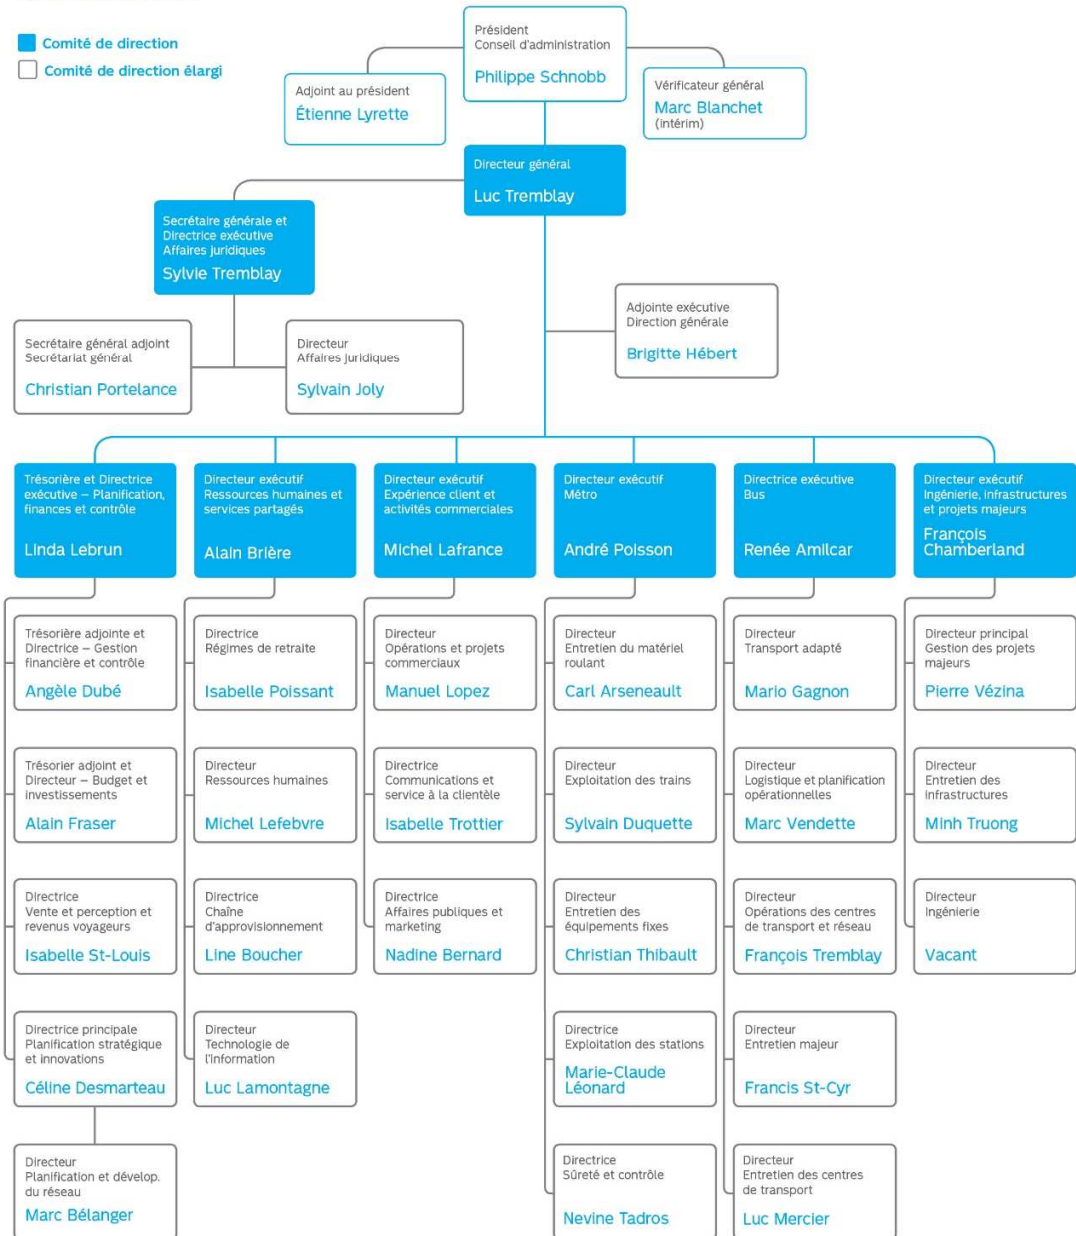 Comité de direction
Comité de direction élargi
Président
Conseil d'administration
Philippe Schnobb
Adjoint au président
Étienne Lyrette
Vérificateur général
Marc Blanchet
(intérim)
Directeur général
Luc Tremblay
Secrétaire générale et
Directrice exécutive
Affaires juridiques
Sylvie Tremblay
Adjointe exécutive
Direction générale
Brigitte Hébert
Secrétaire général adjoint
Secrétariat général
Christian Portelance
Directeur
Affaires juridiques
Sylvain Joly
Trésorière et Directrice
exécutive – Planification,
finances et contrôle
Linda Lebrun
Directeur exécutif
Ressources humaines et
services partagés
Alain Brière
Directeur exécutif
Expérience client et
activités commerciales
Michel Lafrance
Directeur exécutif
Métro
André Poisson
Directrice exécutive
Bus
Renée Amilcar
Directeur exécutif
Ingénierie, infrastructures
et projets majeurs
François
Chamberland
Trésorière adjointe et
Directrice – Gestion
financière et contrôle
Angèle Dubé
Directrice
Régimes de retraite
Isabelle Poissant
Directeur
Opérations et projets
commerciaux
Manuel Lopez
Directeur
Entretien du matériel
roulant
Carl Arseneault
Directeur
Transport adapté
Mario Gagnon
Directeur principal
Gestion des projets
majeurs
Pierre Vézina
Trésorier adjoint et
Directeur – Budget et
investissements
Alain Fraser
Directeur
Ressources humaines
Michel Lefebvre
Directrice
Communications et
service à la clientèle
Isabelle Trottier
Directeur
Exploitation des trains
Sylvain Duquette
Directeur
Logistique et planification
opérationnelles
Marc Vendette
Directeur
Entretien des
infrastructures
Minh Truong
Directrice
Vente et perception et
revenus voyageurs
Isabelle St-Louis
Directrice
Chaîne
d'approvisionnement
Line Boucher
Directrice
Affaires publiques et
marketing
Nadine Bernard
Directeur
Entretien des
équipements fixes
Christian Thibault
Directeur
Opérations des centres
de transport et réseau
François Tremblay
Directeur
Ingénierie
Vacant
Directrice principale
Planification stratégique
et innovations
Céline Desmarteau
Directeur
Technologie de
l'information
Luc Lamontagne
Directrice
Exploitation des stations
Marie-Claude
Léonard
Directeur
Entretien majeur
Francis St-Cyr
Directeur
Planification et dévelop.
du réseau
Marc Bélanger
Directrice
Sûreté et contrôle
Nevine Tadros
Directeur
Entretien des centres
de transport
Luc Mercier